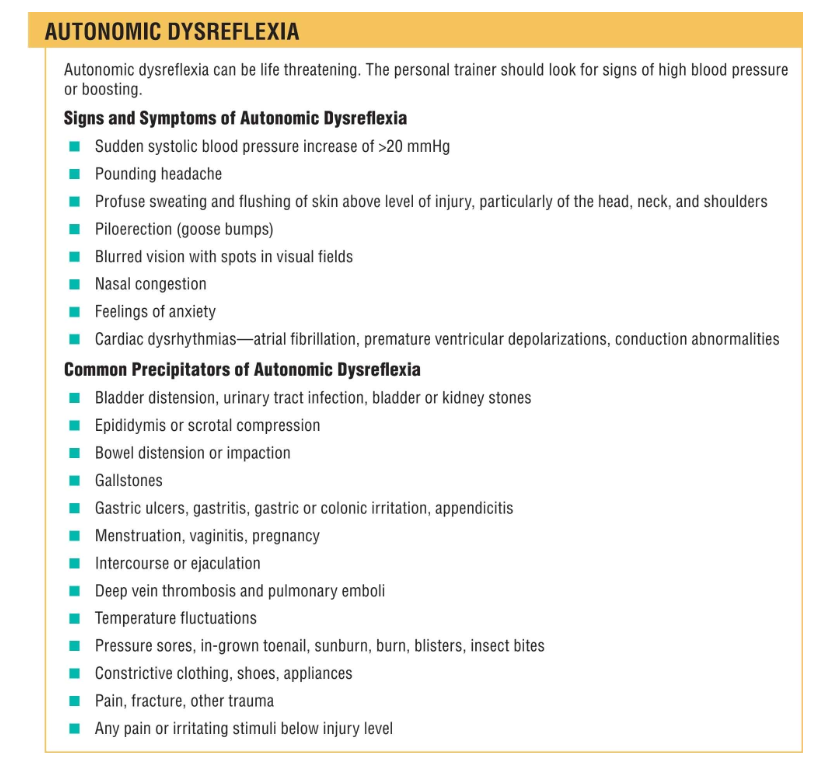 AUTONOMIC DYSREFLEXIA
Autonomic dysreflexia can be life threatening. The personal trainer should look for signs of high blood pressure
or boosting.
Signs and Symptoms of Autonomic Dysreflexia
■ Sudden systolic blood pressure increase of >20 mmHg
■ Pounding headache
■ Profuse sweating and flushing of skin above level of injury, particularly of the head, neck, and shoulders
■ Piloerection (goose bumps)
■ Blurred vision with spots in visual fields
■ Nasal congestion
■ Feelings of anxiety
■ Cardiac dysrhythmias—atrial fibrillation, premature ventricular depolarizations, conduction abnormalities
Common Precipitators of Autonomic Dysreflexia
■ Bladder distension, urinary tract infection, bladder or kidney stones
■ Epididymis or scrotal compression
■ Bowel distension or impaction
■ Gallstones
■ Gastric ulcers, gastritis, gastric or colonic irritation, appendicitis
■ Menstruation, vaginitis, pregnancy
■ Intercourse or ejaculation
■ Deep vein thrombosis and pulmonary emboli
■ Temperature fluctuations
■ Pressure sores, in-grown toenail, sunburn, burn, blisters, insect bites
■ Constrictive clothing, shoes, appliances
■ Pain, fracture, other trauma
■ Any pain or irritating stimuli below injury level